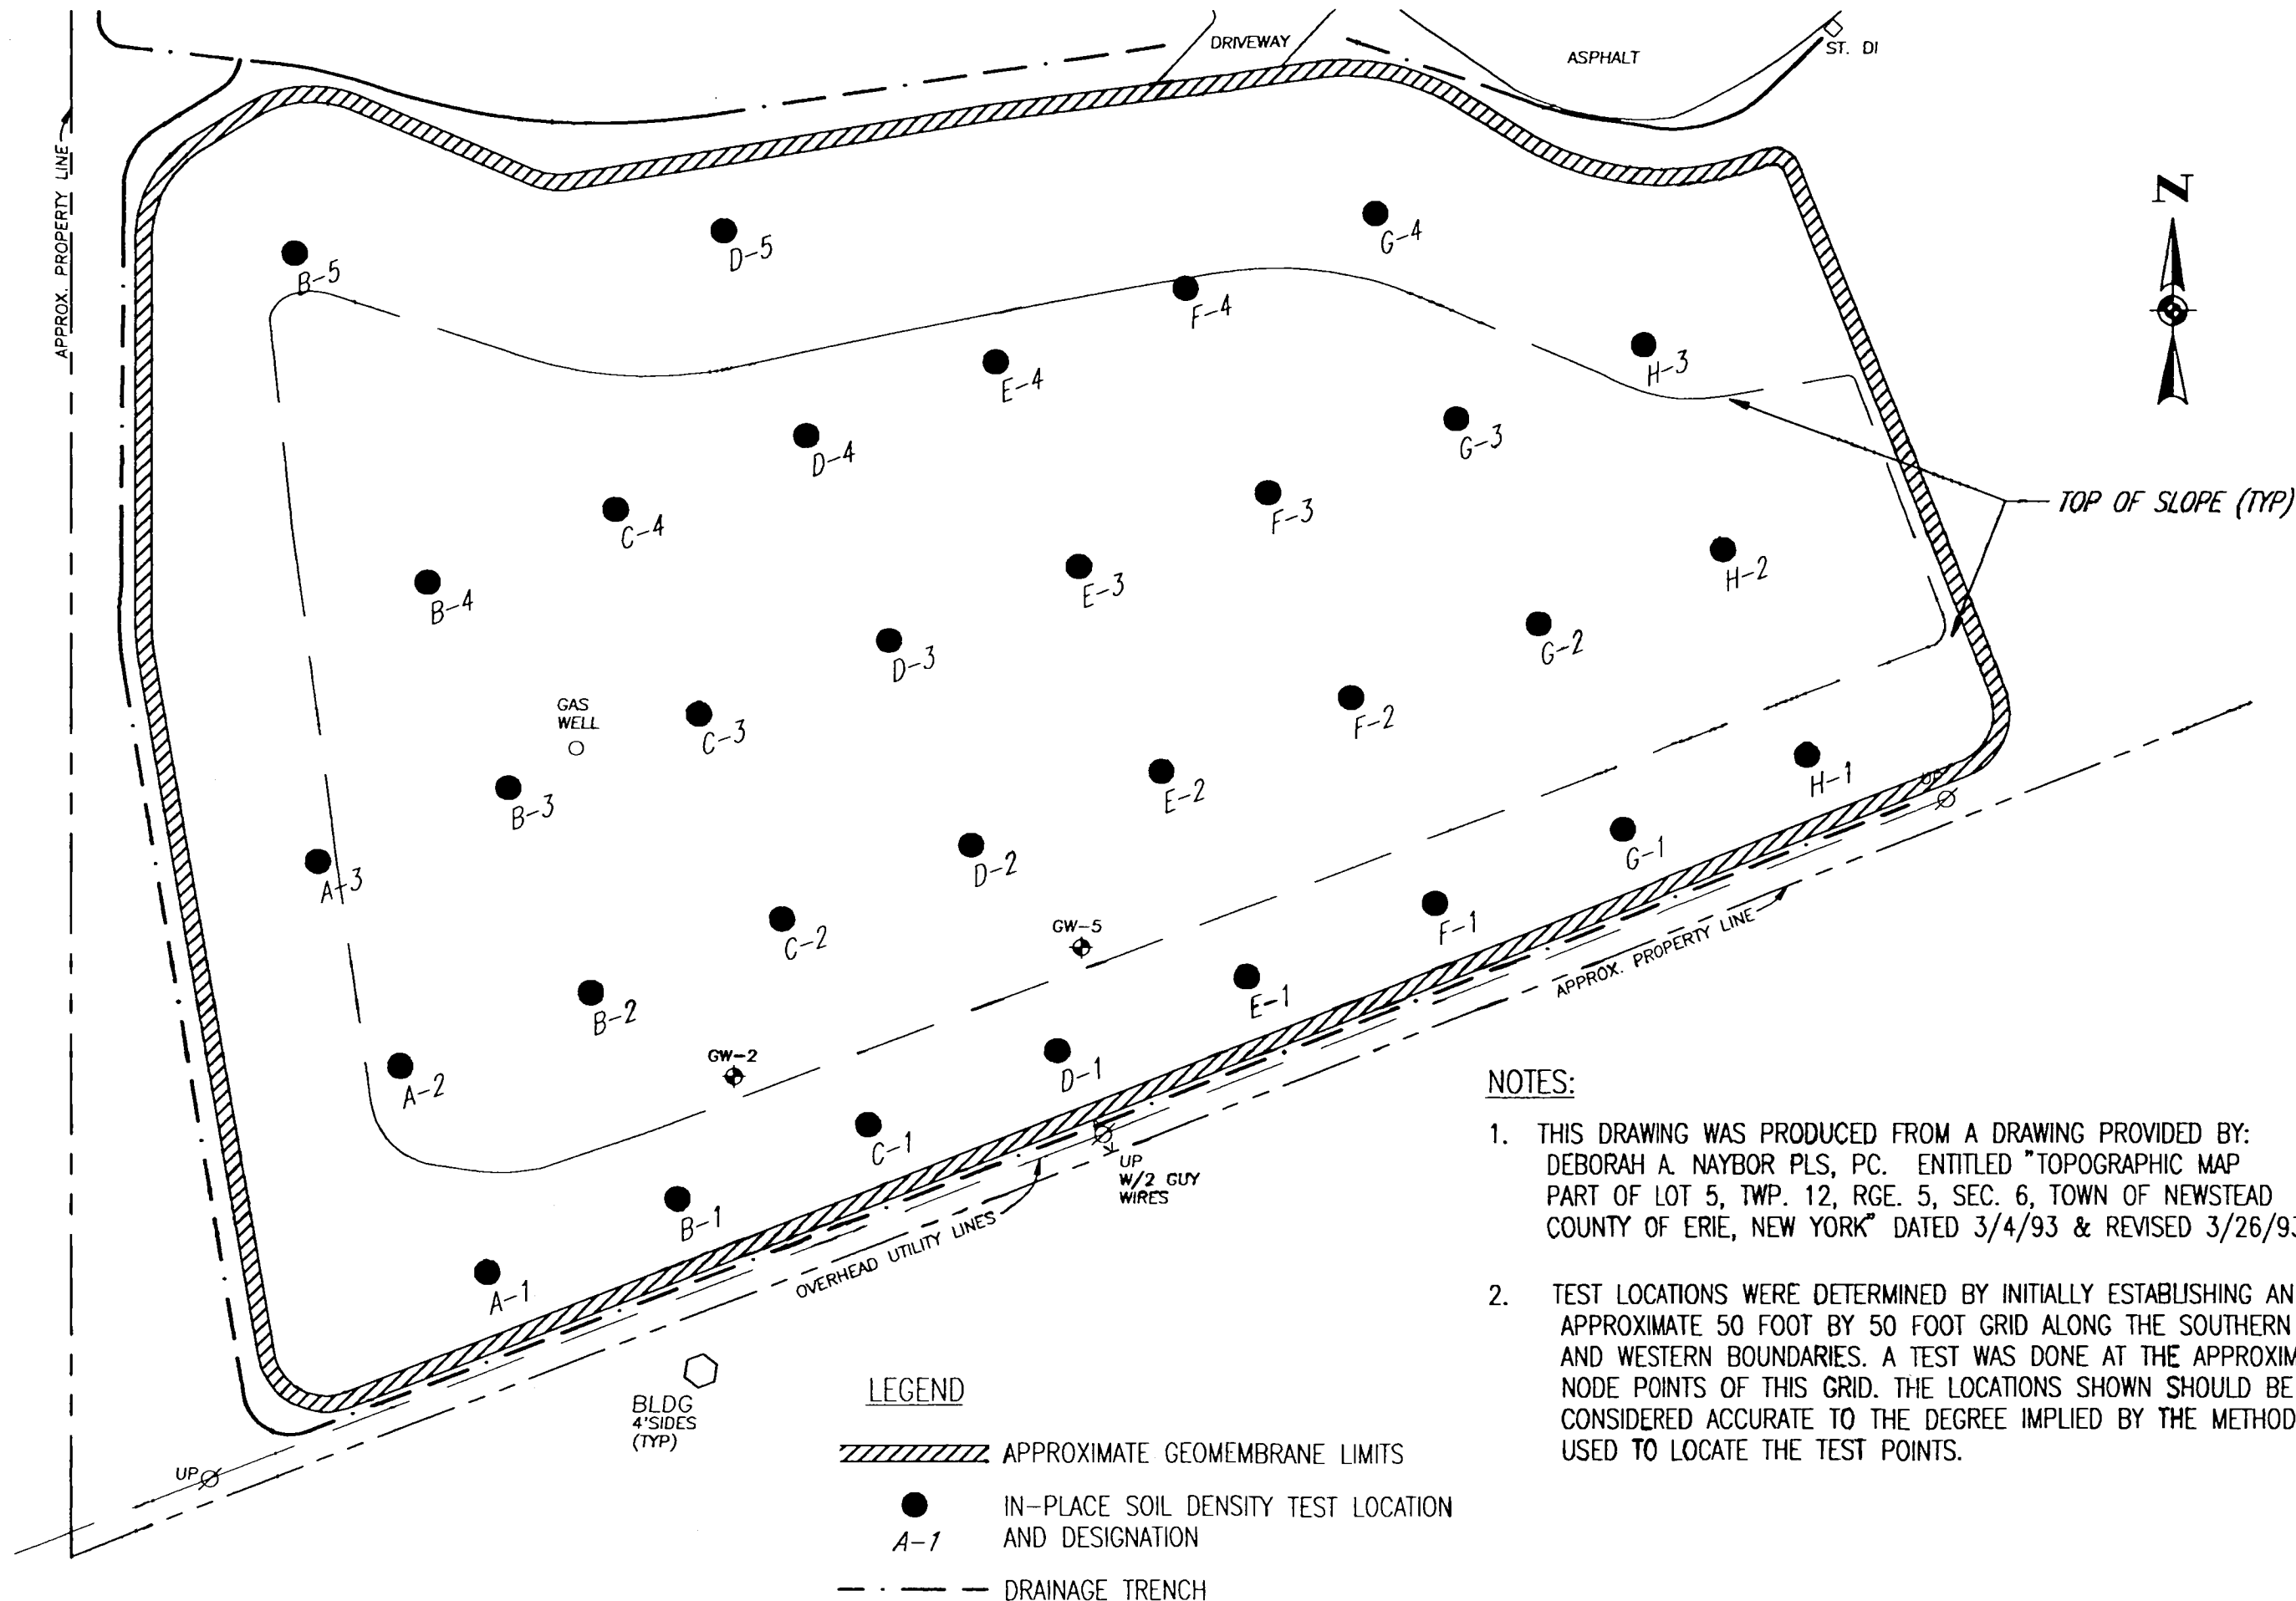 DRIVEWAY
ASPHALT
ST. DI
APPROX. PROPERTY LINE
N
B-5
D-5
G-4
F-4
E-4
H-3
D-4
G-3
C-4
F-3
TOP OF SLOPE (TYP)
B-4
E-3
H-2
D-3
G-2
GAS
WELL
C-3
F-2
B-3
E-2
H-1
UP
A-3
D-2
G-1
C-2
GW-5
F-1
APPROX. PROPERTY LINE
B-2
E-1
GW-2
A-2
D-1
C-1
UP
W/2 GUY
WIRES
B-1
OVERHEAD UTILITY LINES
A-1
BLDG
4'SIDES
(TYP)
UP
NOTES:
1. THIS DRAWING WAS PRODUCED FROM A DRAWING PROVIDED BY:
DEBORAH A. NAYBOR PLS, PC. ENTITLED "TOPOGRAPHIC MAP
PART OF LOT 5, TWP. 12, RGE. 5, SEC. 6, TOWN OF NEWSTEAD
COUNTY OF ERIE, NEW YORK" DATED 3/4/93 & REVISED 3/26/93
2. TEST LOCATIONS WERE DETERMINED BY INITIALLY ESTABLISHING AN
APPROXIMATE 50 FOOT BY 50 FOOT GRID ALONG THE SOUTHERN
AND WESTERN BOUNDARIES. A TEST WAS DONE AT THE APPROXIM
NODE POINTS OF THIS GRID. THE LOCATIONS SHOWN SHOULD BE
CONSIDERED ACCURATE TO THE DEGREE IMPLIED BY THE METHOD
USED TO LOCATE THE TEST POINTS.
LEGEND
APPROXIMATE GEOMEMBRANE LIMITS
IN-PLACE SOIL DENSITY TEST LOCATION
A-1 AND DESIGNATION
DRAINAGE TRENCH